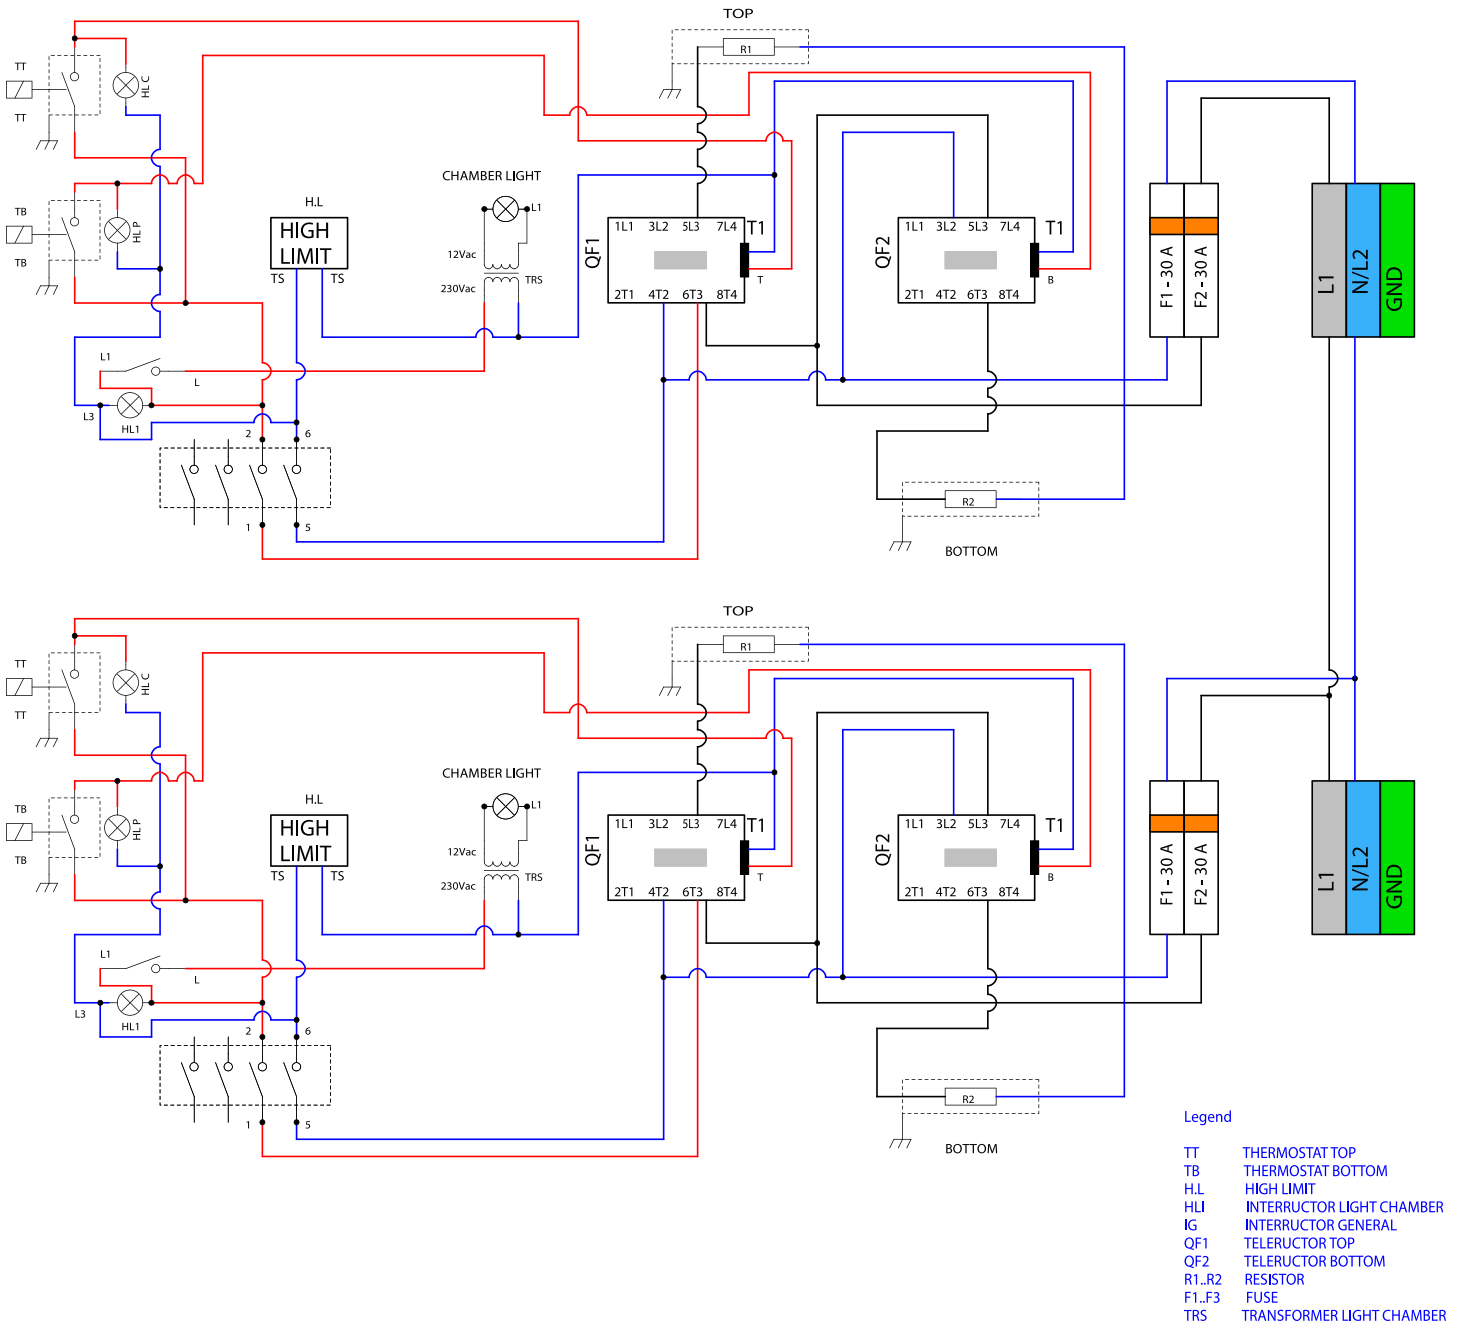 TOP
R1
TT
HL C
TT
CHAMBER LIGHT
L1
H.L
HIGH
LIMIT
TS TS
TB
HL P
TB
12Vac
230Vac TRS
QF1
1L1 3L2 5L3 7L4
T1
T
2T1 4T2 6T3 8T4
QF2
1L1 3L2 5L3 7L4
T1
B
2T1 4T2 6T3 8T4
F1 - 30 A
F2 - 30 A
L1
N/L2
GND
L1
L
L3
HL1
2 6
1 5
R2
BOTTOM
TOP
R1
TT
HL C
TT
CHAMBER LIGHT
L1
H.L
HIGH
LIMIT
TS TS
TB
HL P
TB
12Vac
230Vac TRS
QF1
1L1 3L2 5L3 7L4
T1
T
2T1 4T2 6T3 8T4
QF2
1L1 3L2 5L3 7L4
T1
B
2T1 4T2 6T3 8T4
F1 - 30 A
F2 - 30 A
L1
N/L2
GND
L1
L
L3
HL1
2 6
1 5
R2
BOTTOM
Legend
TT THERMOSTAT TOP
TB THERMOSTAT BOTTOM
H.L HIGH LIMIT
HLI INTERRUCTOR LIGHT CHAMBER
IG INTERRUCTOR GENERAL
QF1 TELERUCTOR TOP
QF2 TELERUCTOR BOTTOM
R1..R2 RESISTOR
F1..F3 FUSE
TRS TRANSFORMER LIGHT CHAMBER